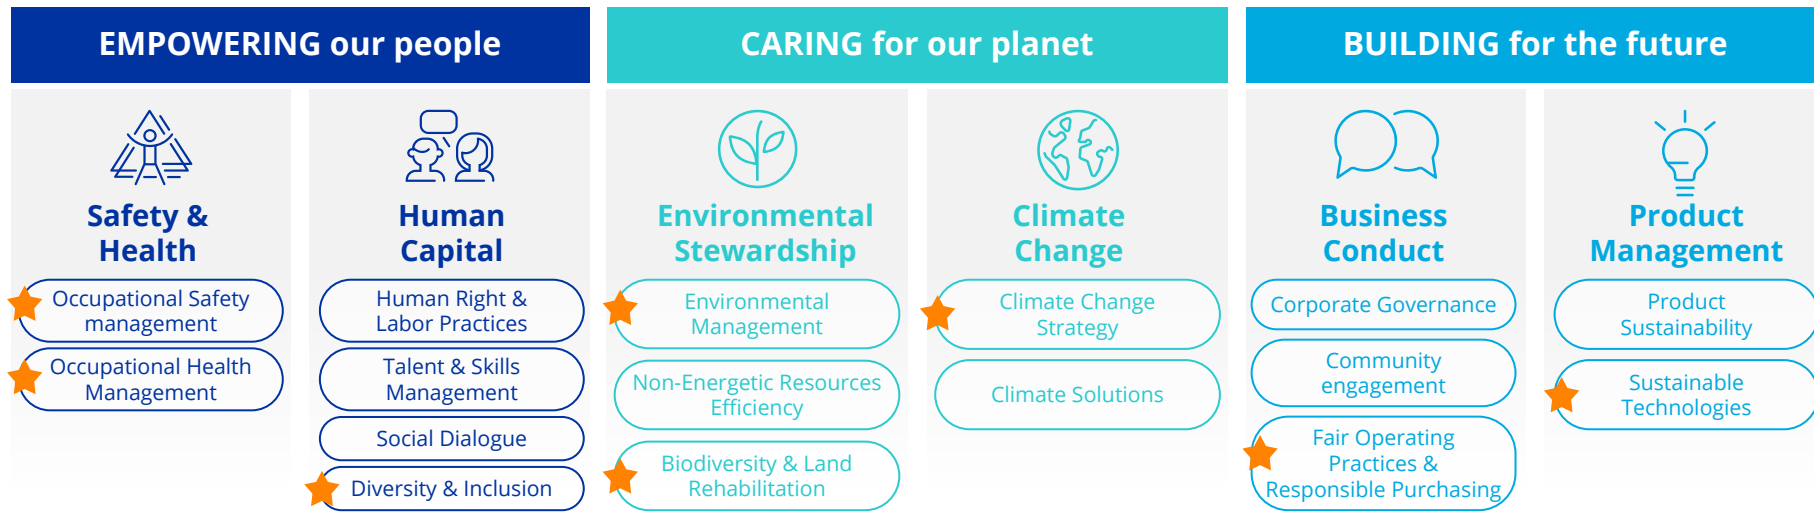 EMPOWERING our people
CARING for our planet
BUILDING for the future
Safety &
Health
Occupational Safety
management
Occupational Health
Management
Human
Capital
Human Right &
Labor Practices
Talent & Skills
Management
Social Dialogue
Diversity & Inclusion
Environmental
Stewardship
Environmental
Management
Non-Energetic Resources
Efficiency
Biodiversity & Land
Rehabilitation
Climate
Change
Climate Change
Strategy
Climate Solutions
Business
Conduct
Corporate Governance
Community
engagement
Fair Operating
Practices &
Responsible Purchasing
Product
Management
Product
Sustainability
Sustainable
Technologies